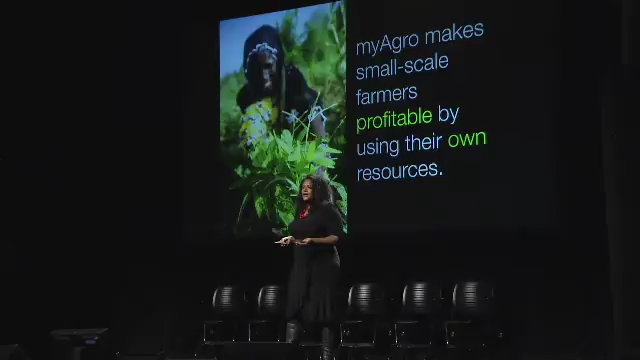 myAgro makes
small-scale
farmers
profitable by
using their own
resources.